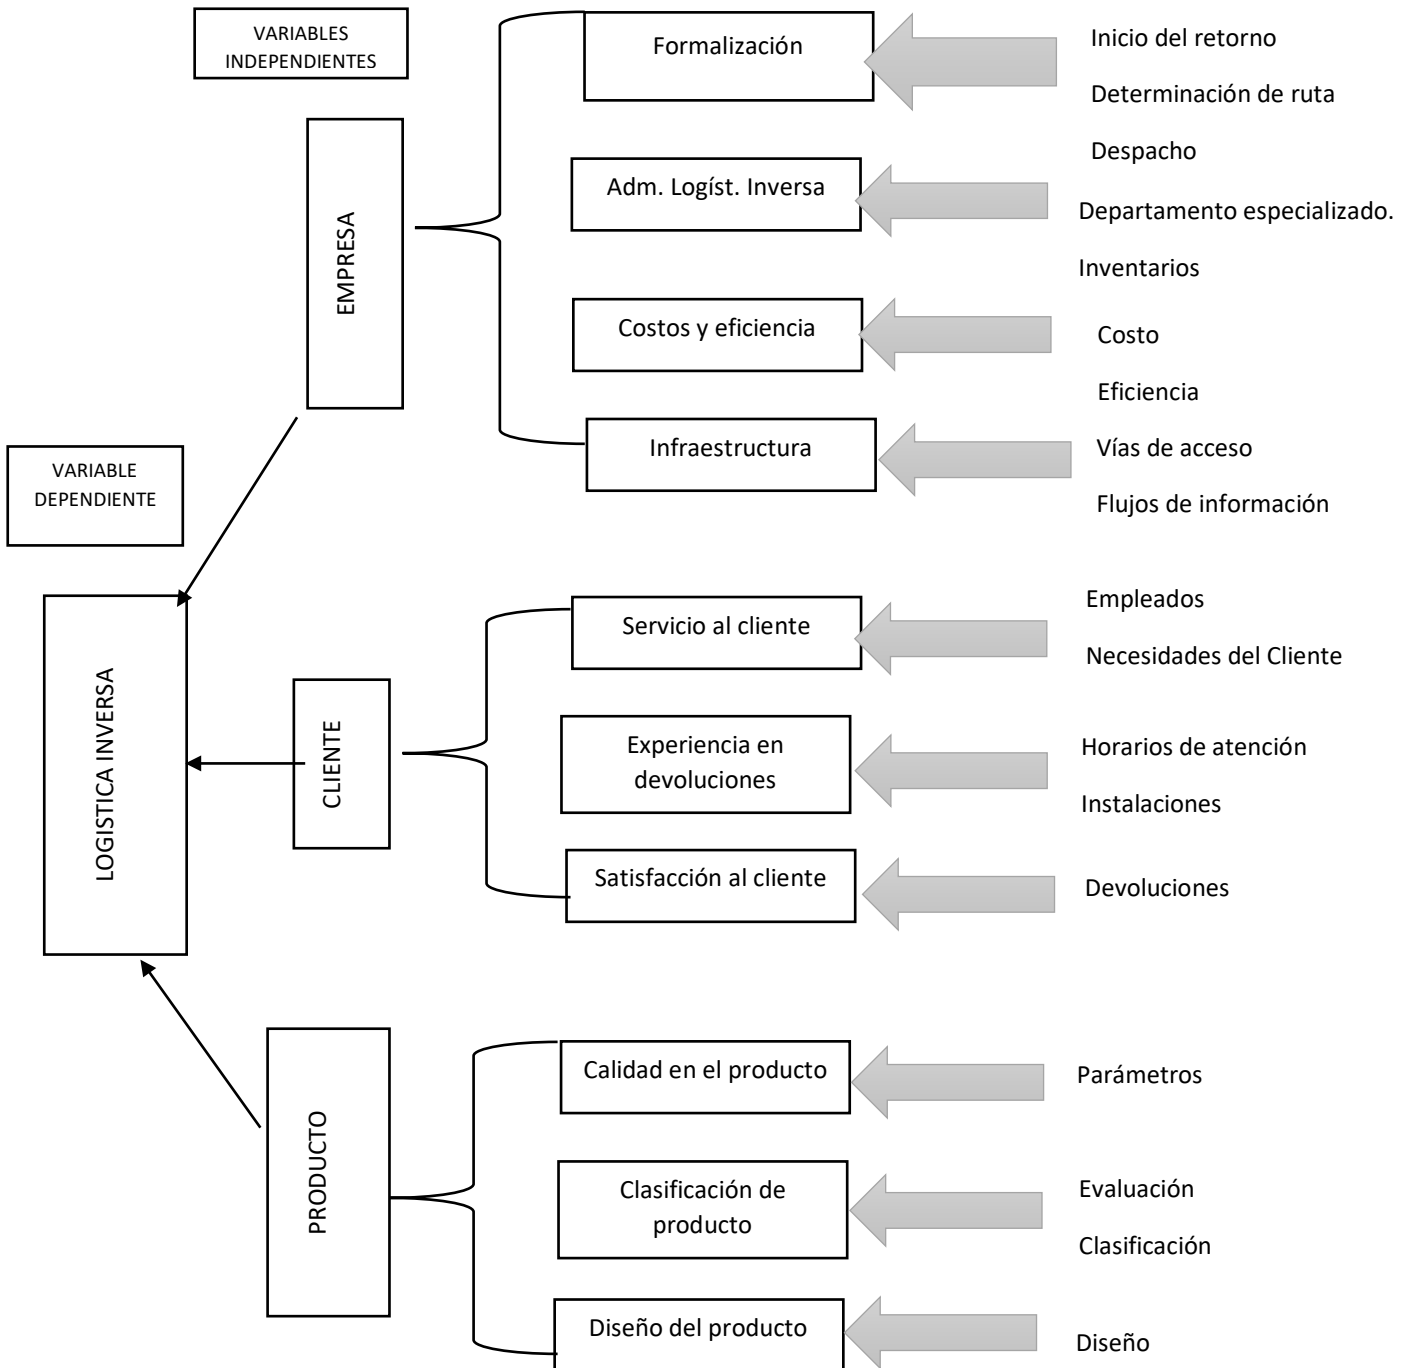 VARIABLES
INDEPENDIENTES
Formalización
Inicio del retorno
Determinación de ruta
Despacho
EMPRESA
Adm. Logíst. Inversa
Departamento especializado.
Inventarios
Costos y eficiencia
Costo
Eficiencia
Infraestructura
Vías de acceso
Flujos de información
VARIABLE
DEPENDIENTE
LOGISTICA INVERSA
CLIENTE
Servicio al cliente
Empleados
Necesidades del Cliente
Experiencia en
devoluciones
Horarios de atención
Instalaciones
Satisfacción al cliente
Devoluciones
PRODUCTO
Calidad en el producto
Parámetros
Clasificación de
producto
Evaluación
Clasificación
Diseño del producto
Diseño